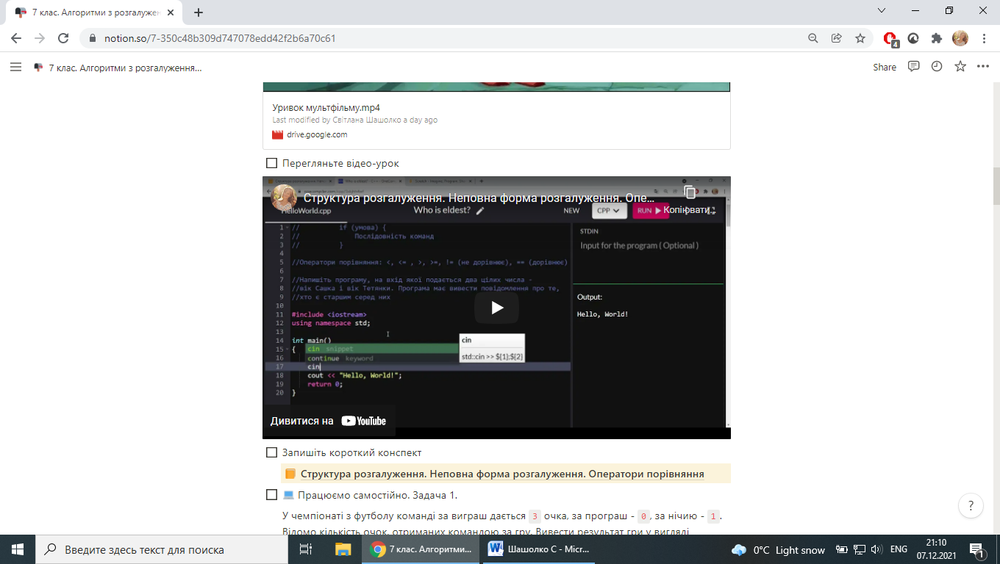 7 клас. Алгоритми з розгалужен
notion.so/7-350c48b309d747078edd42f2b6a70c61
4
7 клас. Алгоритми з розгалуження...
Share
Уривок мультфільму.mp4
Last modified by Світлана Шашолко a day ago
drive.google.com
Перегляньте відео-урок
Структура розгалуження. Неповна форма розгалуження. Опе...
HelloWorld.cpp
Who is eldest?
NEW
CPP
RUN
Копіювати...
1 // if (умова) {
2 // Послідовність команд
3 // }
4
5 //Оператори порівняння: <, <= , >, >=, != (не дорівнює), == (дорівнює)
6
7 //Напишіть програму, на вхід якої подається два цілих числа -
8 //вік Сашка і вік Тетянки. Програма має вивести повідомлення про те,
9 //хто є старшим серед них
10
11 #include <iostream>
12 using namespace std;
13
14 int main()
15 {
cin snippet
16
continue keyword
17 cin
18 cout << "Hello, World!";
19 return 0;
20 }
cin
std::cin >> ${1};${2}
STDIN
Input for the program ( Optional )
Output:
Hello, World!
Дивитися на YouTube
Запишіть короткий конспект
Структура розгалуження. Неповна форма розгалуження. Оператори порівняння
Працюємо самостійно. Задача 1.
У чемпіонаті з футболу команді за виграш дається 3 очка, за програш - 0, за нічию - 1.
Відомо кількість очок, отриманих командою за гру. Вивести результат гри у вигляді
?
Введите здесь текст для поиска
7 клас. Алгоритми...
Шашолко С - Micr...
0°C Light snow
ENG
21:10
07.12.2021
1